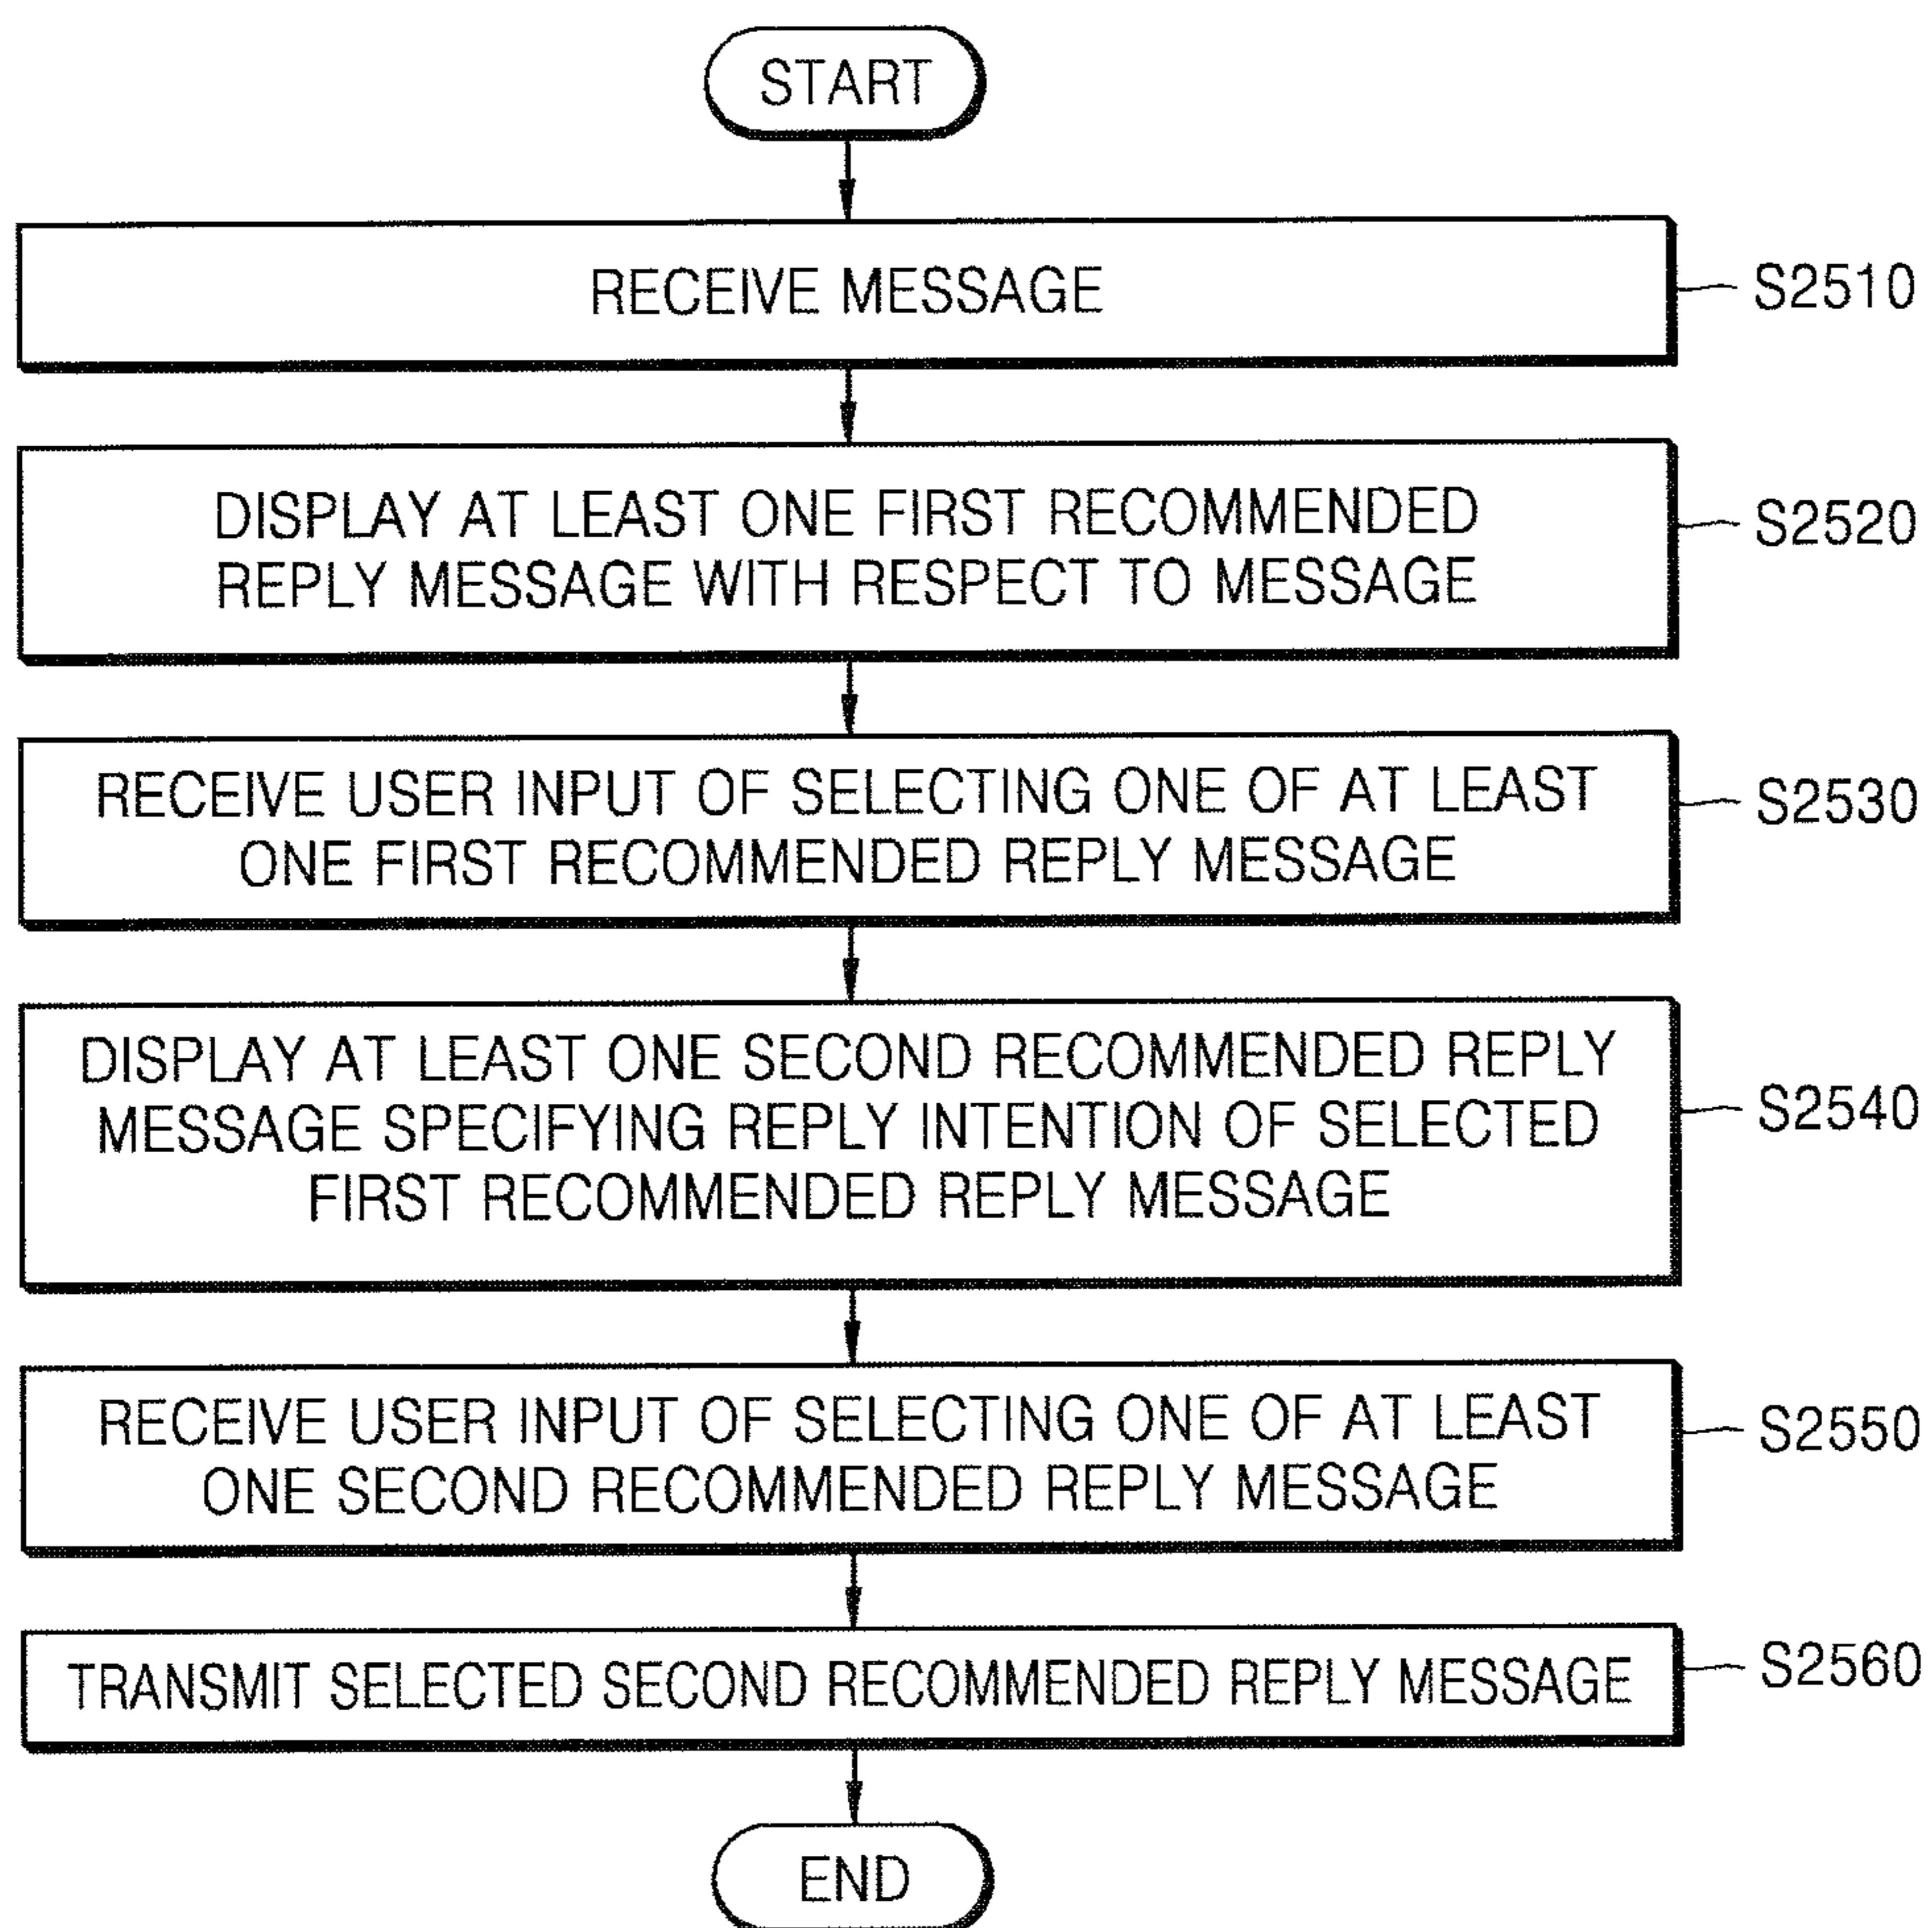 START
RECEIVE MESSAGE
S2510
DISPLAY AT LEAST ONE FIRST RECOMMENDED
REPLY MESSAGE WITH RESPECT TO MESSAGE
S2520
RECEIVE USER INPUT OF SELECTING ONE OF AT LEAST
ONE FIRST RECOMMENDED REPLY MESSAGE
S2530
DISPLAY AT LEAST ONE SECOND RECOMMENDED REPLY
MESSAGE SPECIFYING REPLY INTENTION OF SELECTED
FIRST RECOMMENDED REPLY MESSAGE
S2540
RECEIVE USER INPUT OF SELECTING ONE OF AT LEAST
ONE SECOND RECOMMENDED REPLY MESSAGE
S2550
TRANSMIT SELECTED SECOND RECOMMENDED REPLY MESSAGE
S2560
END